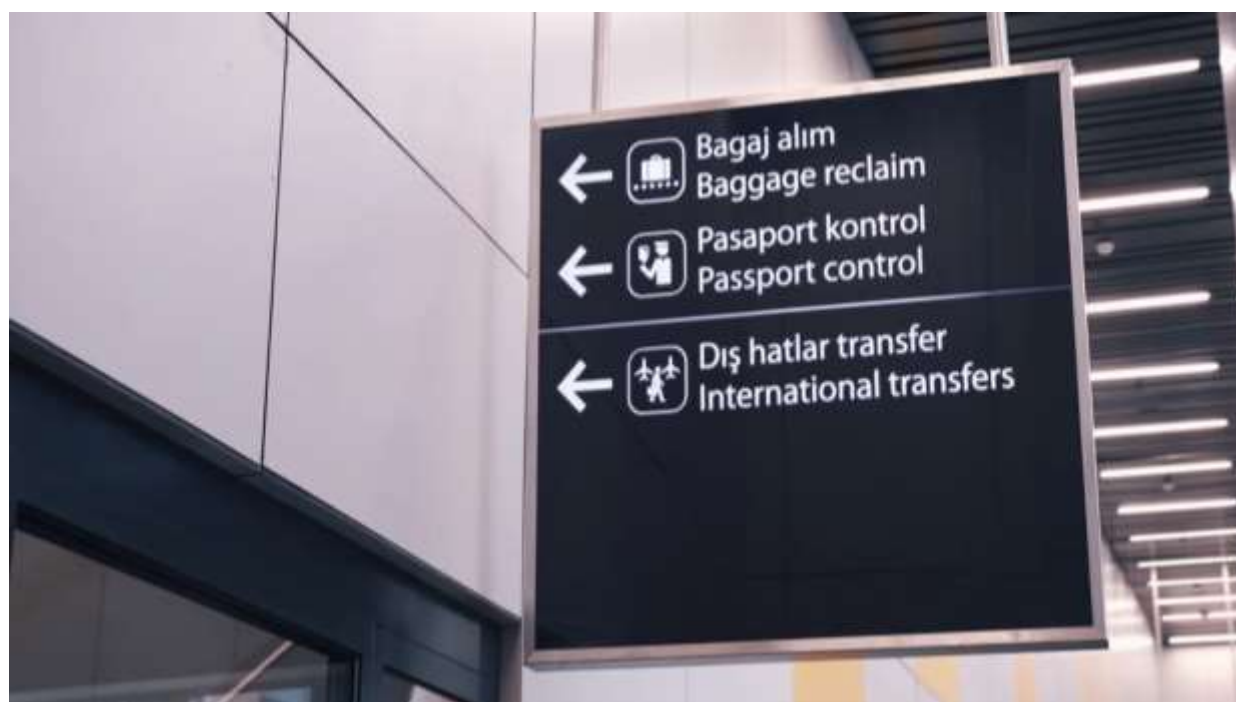 Bagaj alım
Baggage reclaim
Pasaport kontrol
Passport control
Dış hatlar transfer
International transfers